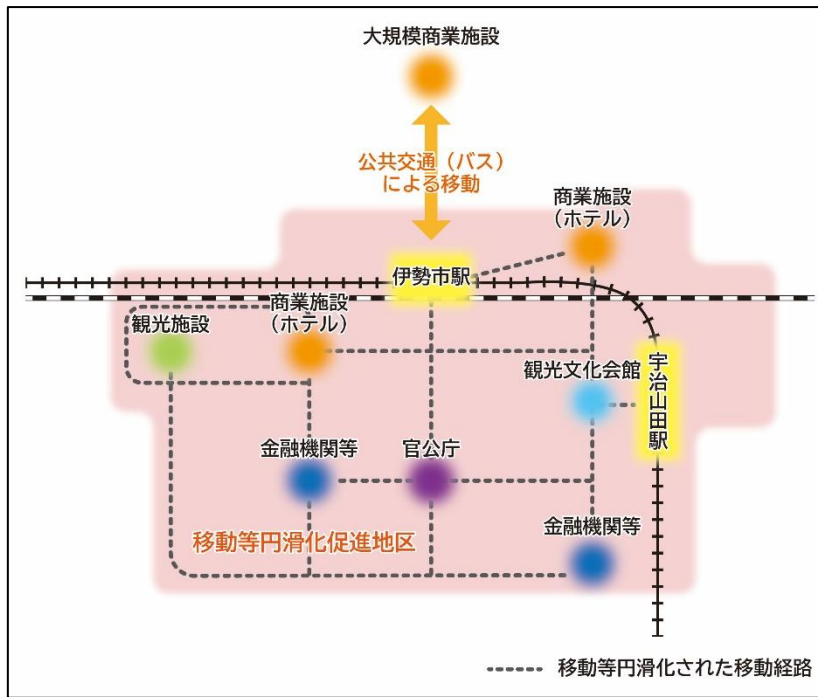 大規模商業施設
公共交通（バス）
による移動
商業施設
（ホテル）
伊勢市駅
商業施設
（ホテル）
観光施設
観光文化会館
宇治山田駅
金融機関等
官公庁
金融機関等
移動等円滑化促進地区
移動等円滑化された移動経路